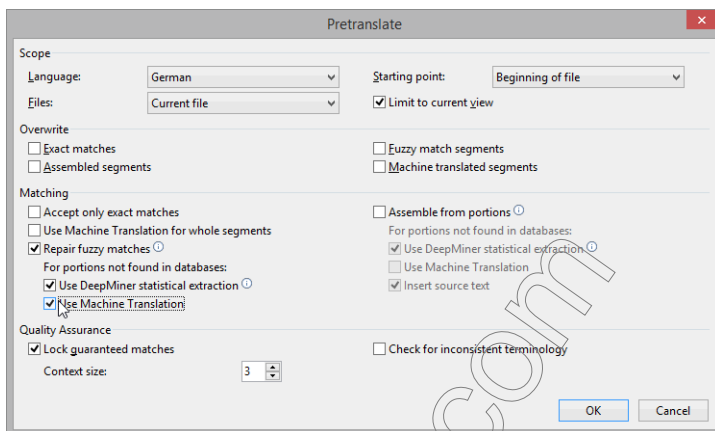 Pretranslate
Scope
Language: German Starting point: Beginning of file
Files: Current file Limit to current view
Overwrite
Exact matches Fuzzy match segments
Assembled segments Machine translated segments
Matching
Accept only exact matches Assemble from portions
Use Machine Translation for whole segments For portions not found in databases:
Repair fuzzy matches Use DeepMiner statistical extraction
For portions not found in databases: Use Machine Translation
Use DeepMiner statistical extraction Insert source text
Use Machine Translation
Quality Assurance
Lock guaranteed matches Check for inconsistent terminology
Context size: 3
OK Cancel
com